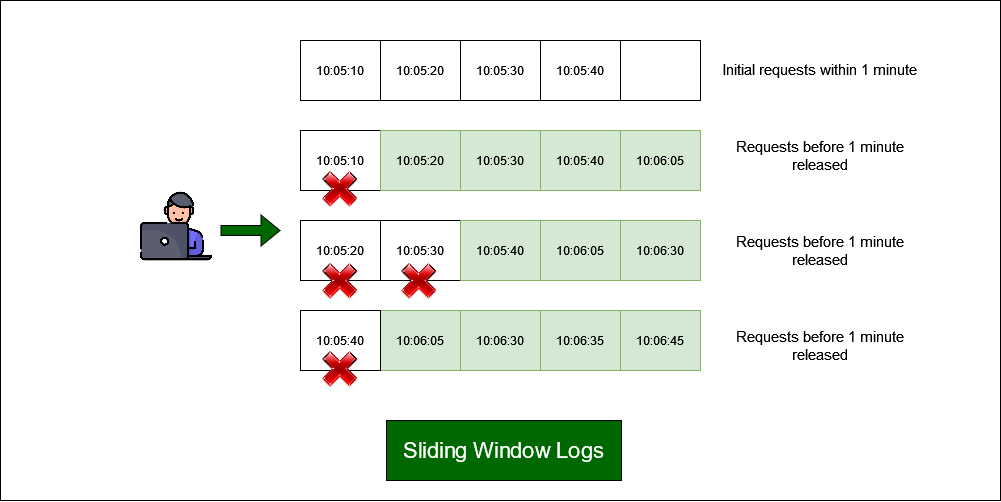 10:05:10 10:05:20 10:05:30 10:05:40 Initial requests within 1 minute
10:05:10 10:05:20 10:05:30 10:05:40 10:06:05 Requests before 1 minute
released
10:05:20 10:05:30 10:05:40 10:06:05 10:06:30 Requests before 1 minute
released
10:05:40 10:06:05 10:06:30 10:06:35 10:06:45 Requests before 1 minute
released
Sliding Window Logs